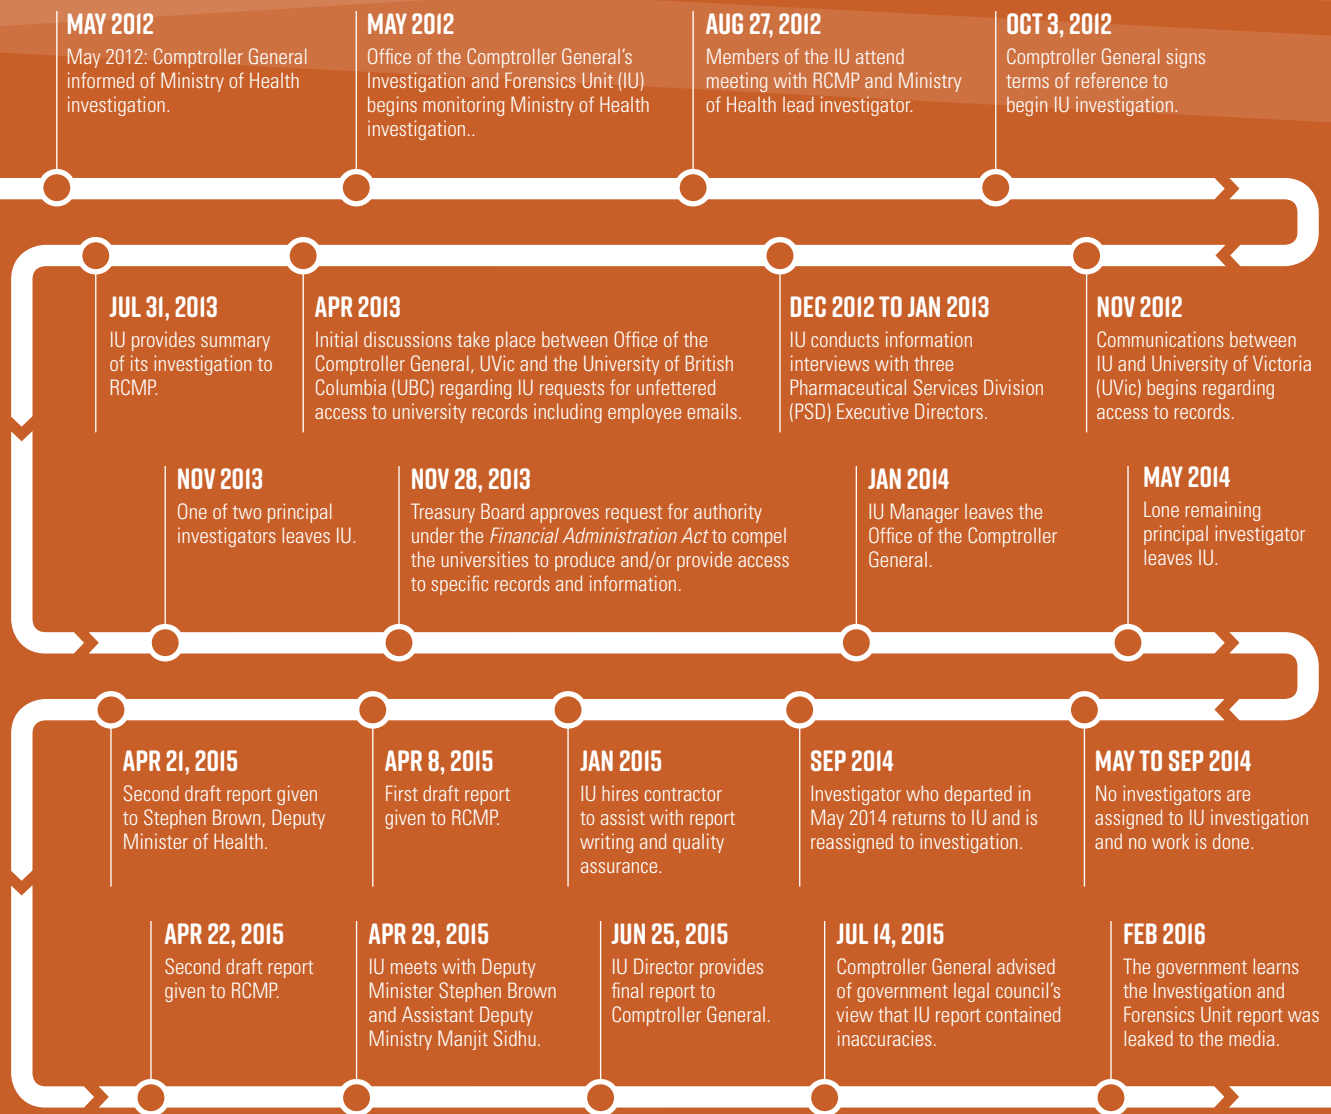 MAY 2012
May 2012: Comptroller General
informed of Ministry of Health
investigation.
MAY 2012
Office of the Comptroller General's
Investigation and Forensics Unit (IU)
begins monitoring Ministry of Health
investigation..
AUG 27, 2012
Members of the IU attend
meeting with RCMP and Ministry
of Health lead investigator.
OCT 3, 2012
Comptroller General signs
terms of reference to
begin IU investigation.
NOV 2012
Communications between
IU and University of Victoria
(UVic) begins regarding
access to records.
DEC 2012 TO JAN 2013
IU conducts information
interviews with three
Pharmaceutical Services Division
(PSD) Executive Directors.
APR 2013
Initial discussions take place between Office of the
Comptroller General, UVic and the University of British
Columbia (UBC) regarding IU requests for unfettered
access to university records including employee emails.
JUL 31, 2013
IU provides summary
of its investigation to
RCMP.
NOV 2013
One of two principal
investigators leaves IU.
NOV 28, 2013
Treasury Board approves request for authority
under the Financial Administration Act to compel
the universities to produce and/or provide access
to specific records and information.
JAN 2014
IU Manager leaves the
Office of the Comptroller
General.
MAY 2014
Lone remaining
principal investigator
leaves IU.
MAY TO SEP 2014
No investigators are
assigned to IU investigation
and no work is done.
SEP 2014
Investigator who departed in
May 2014 returns to IU and is
reassigned to investigation.
JAN 2015
IU hires contractor
to assist with report
writing and quality
assurance.
APR 8, 2015
First draft report
given to RCMP.
APR 21, 2015
Second draft report given
to Stephen Brown, Deputy
Minister of Health.
APR 22, 2015
Second draft report
given to RCMP.
APR 29, 2015
IU meets with Deputy
Minister Stephen Brown
and Assistant Deputy
Ministry Manjit Sidhu.
JUN 25, 2015
IU Director provides
final report to
Comptroller General.
JUL 14, 2015
Comptroller General advised
of government legal council's
view that IU report contained
inaccuracies.
FEB 2016
The government learns
the Investigation and
Forensics Unit report was
leaked to the media.